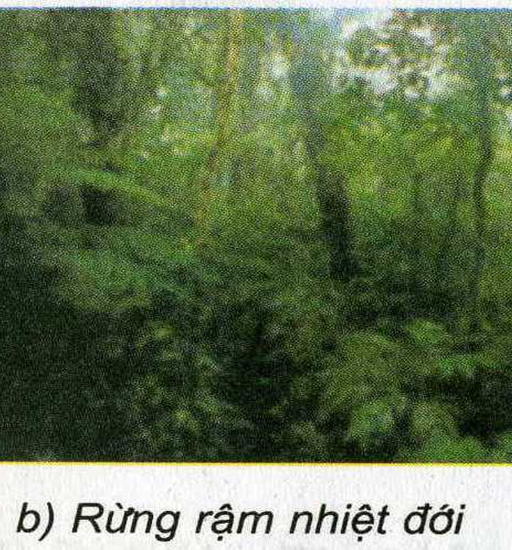 b) Rừng rậm nhiệt đới